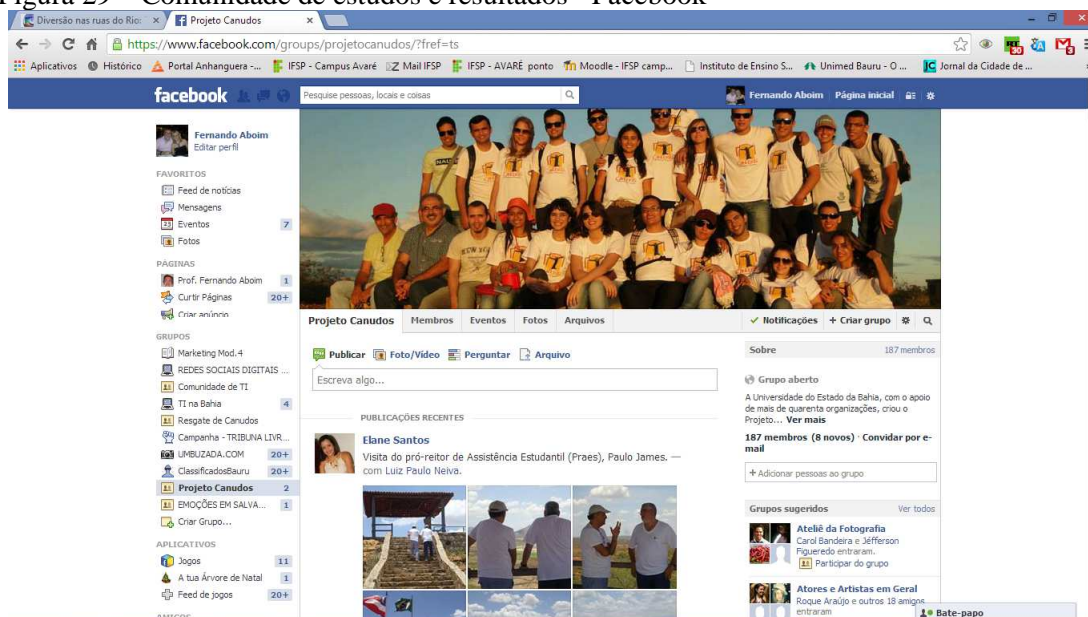 Figura 29 – Comunidade de estudos e resultados - Facebook
Diversão nas ruas do Rio:
Projeto Canudos
https://www.facebook.com/groups/projetocanudos/?fref=ts
Aplicativos Histórico Portal Anhanguera -... IFSP - Campus Avaré Mail IFSP IFSP - AVARÉ ponto Moodle - IFSP camp... Instituto de Ensino S... Unimed Bauru - O ... Jornal da Cidade de ...
facebook
Pesquise pessoas, locais e coisas
Fernando Aboim Página inicial
Fernando Aboim
Editar perfil
FAVORITOS
Feed de notícias
Mensagens
Eventos 7
Fotos
PÁGINAS
Prof. Fernando Aboim 1
Curtir Páginas 20+
Criar anúncio
GRUPOS
Marketing Mod.4
REDES SOCIAIS DIGITAIS ...
Comunidade de TI
TI na Bahia 4
Resgate de Canudos
Campanha - TRIBUNA LIVR...
UMBUZADA.COM 20+
ClassificadosBauru 20+
Projeto Canudos 2
EMOÇÕES EM SALVA... 1
Criar Grupo...
APLICATIVOS
Jogos 11
A tua Árvore de Natal 1
Feed de jogos 20+
AMIGOS
Projeto Canudos Membros Eventos Fotos Arquivos
Notificações + Criar grupo
Publicar Foto/Vídeo Perguntar Arquivo
Escreva algo...
PUBLICAÇÕES RECENTES
Elane Santos
Visita do pró-reitor de Assistência Estudantil (Praes), Paulo James. —
com Luiz Paulo Neiva.
Sobre 187 membros
Grupo aberto
A Universidade do Estado da Bahia, com o apoio
de mais de quarenta organizações, criou o
Projeto... Ver mais
187 membros (8 novos) · Convidar por e-
mail
+ Adicionar pessoas ao grupo
Grupos sugeridos Ver todos
Ateliê da Fotografia
Carol Bandeira e Jéfferson
Figueredo entraram.
Participar do grupo
Atores e Artistas em Geral
Roque Araújo e outros 18 amigos
entraram
Bate-papo